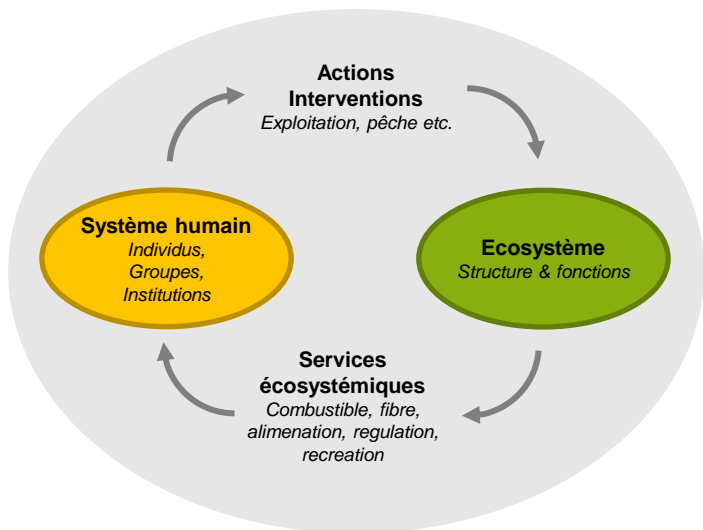 Actions
Interventions
Exploitation, pêche etc.
Système humain
Individus,
Groupes,
Institutions
Ecosystème
Structure & fonctions
Services
écosystémiques
Combustible, fibre,
alimenation, regulation,
recreation